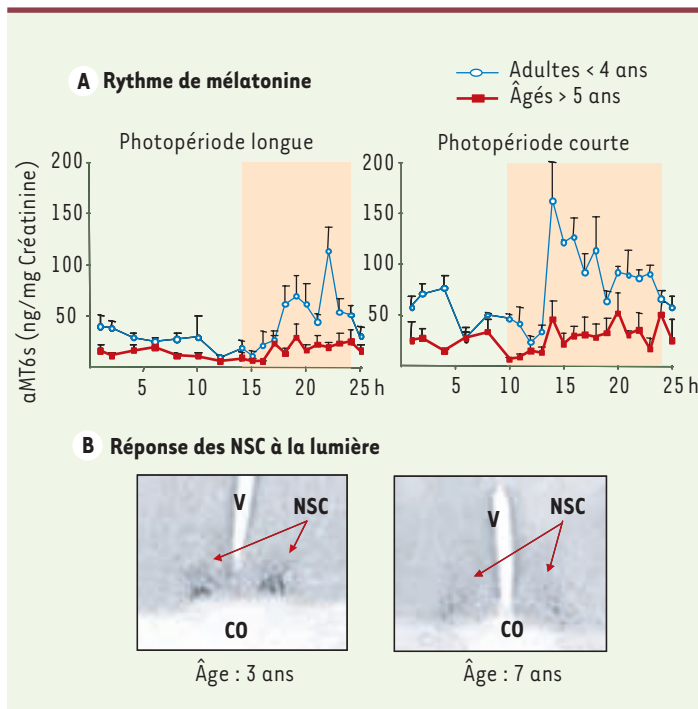 A Rythme de mélatonine
Adultes < 4 ans
Âgés > 5 ans
Photopériode longue
Photopériode courte
αMT6s (ng/mg Créatinine)
200
150
100
50
5 10 15 20 25 h
200
150
100
50
5 10 15 20 25 h
B Réponse des NSC à la lumière
V NSC
CO
Âge : 3 ans
V NSC
CO
Âge : 7 ans